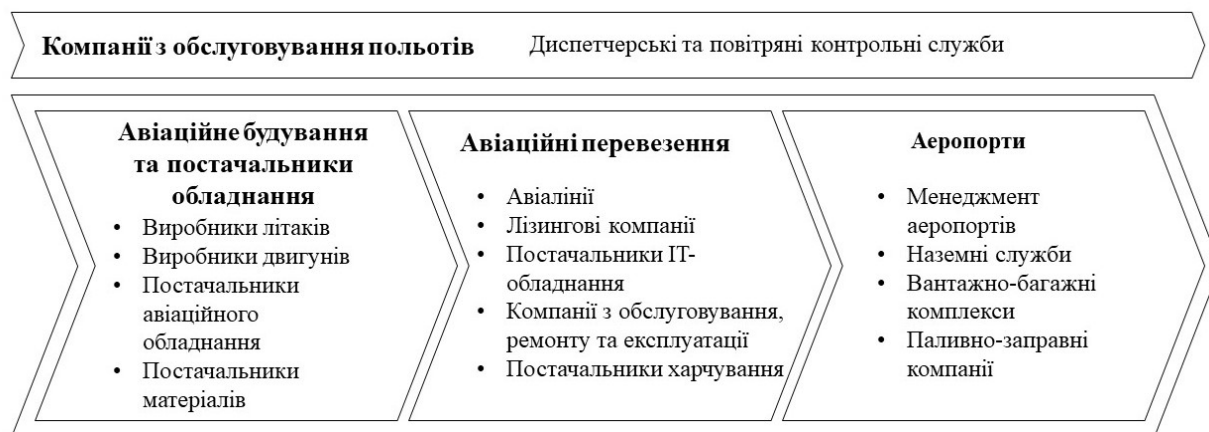 Компанії з обслуговування польотів Диспетчерські та повітряні контрольні служби
Авіаційне будування
та постачальники
обладнання
• Виробники літаків
• Виробники двигунів
• Постачальники
авіаційного
обладнання
• Постачальники
матеріалів
Авіаційні перевезення
• Авіалінії
• Лізингові компанії
• Постачальники ІТ-
обладнання
• Компанії з обслуговування,
ремонту та експлуатації
• Постачальники харчування
Аеропорти
• Менеджмент
аеропортів
• Наземні служби
• Вантажно-багажні
комплекси
• Паливно-заправні
компанії